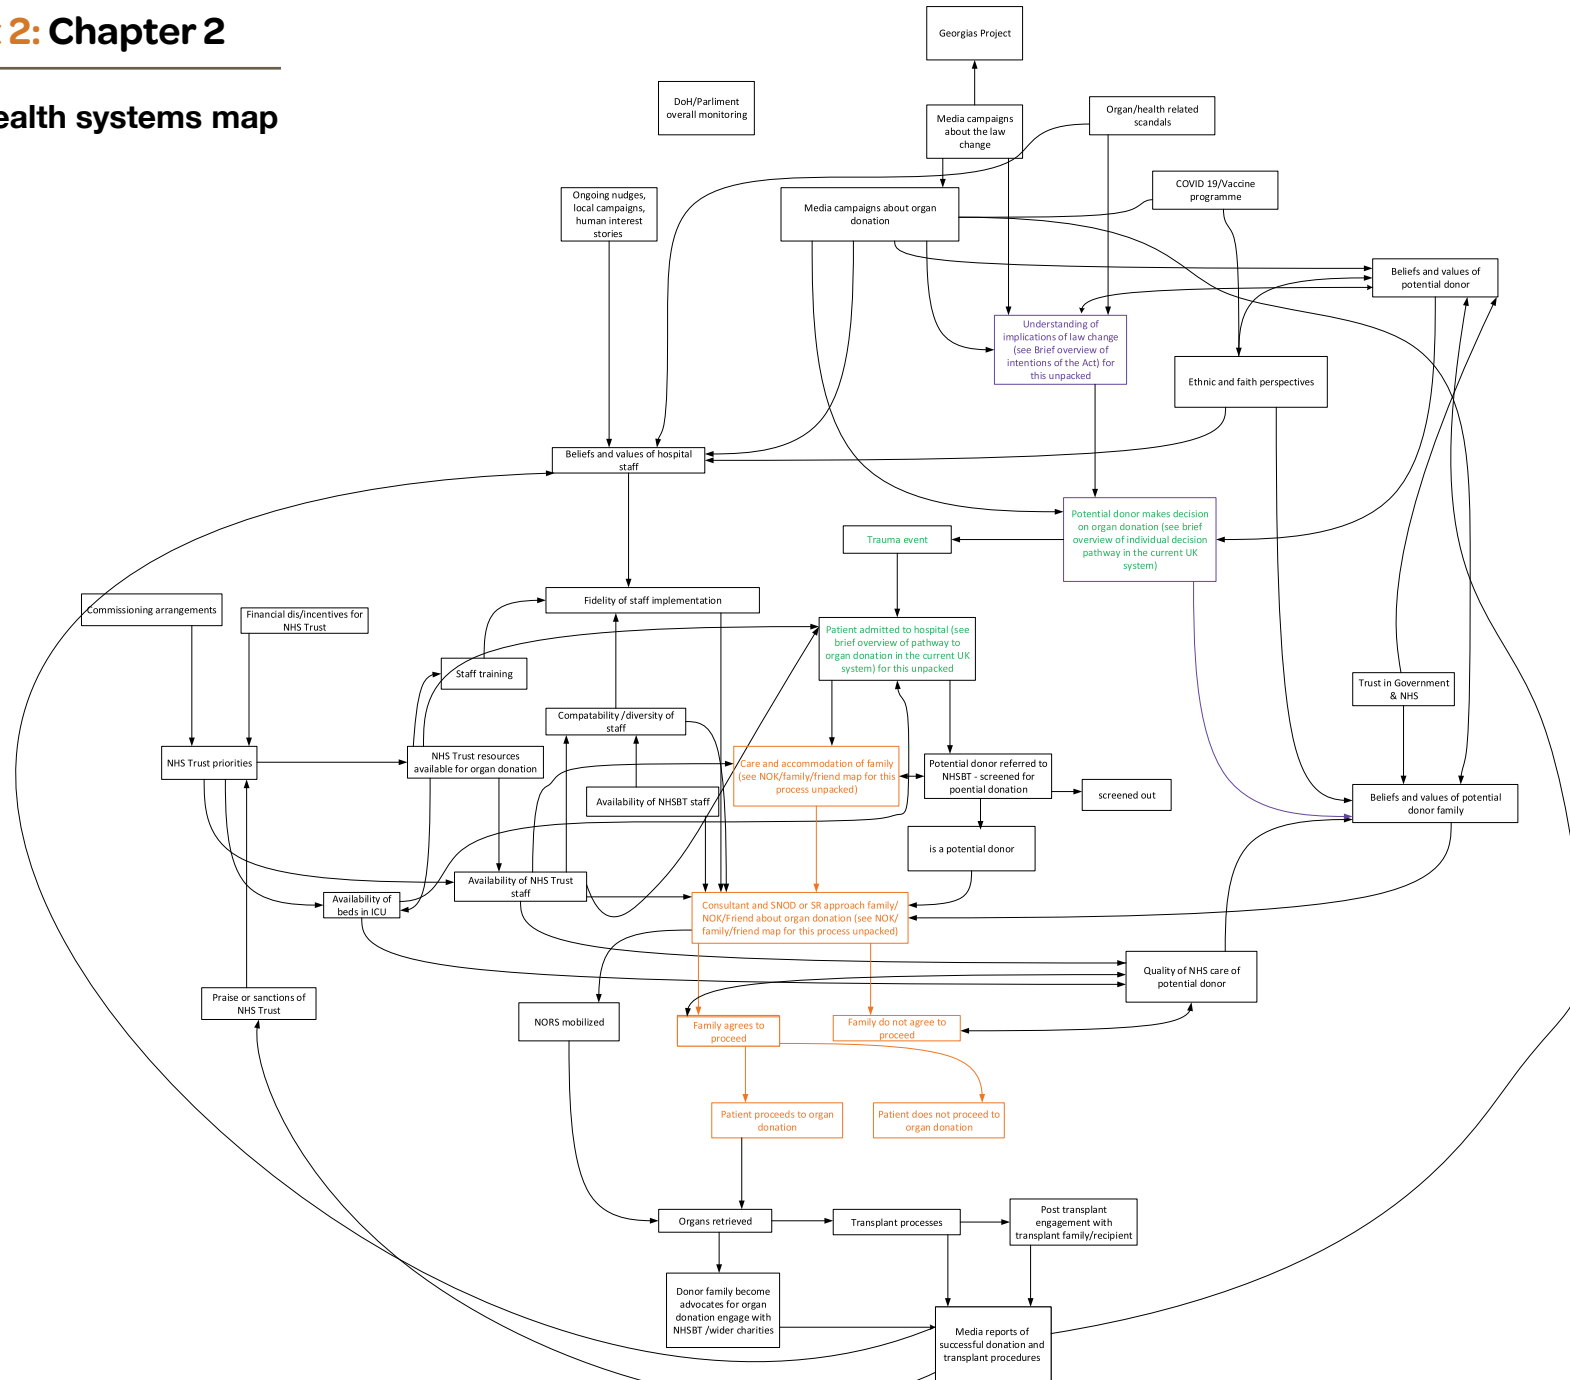 2: Chapter 2
ealth systems map
Georgias Project
DoH/Parliment
overall monitoring
Media campaigns
about the law
change
Organ/health related
scandals
COVID 19/Vaccine
programme
Ongoing nudges,
local campaigns,
human interest
stories
Media campaigns about organ
donation
Beliefs and values of
potential donor
Understanding of
implications of law change
(see Brief overview of
intentions of the Act) for
this unpacked
Ethnic and faith perspectives
Beliefs and values of hospital
staff
Potential donor makes decision
on organ donation (see brief
overview of individual decision
pathway in the current UK
system)
Trauma event
Fidelity of staff implementation
Commissioning arrangements
Financial dis/incentives for
NHS Trust
Patient admitted to hospital (see
brief overview of pathway to
organ donation in the current UK
system) for this unpacked
Staff training
Trust in Government
& NHS
Compatability /diversity of
staff
NHS Trust priorities
NHS Trust resources
available for organ donation
Care and accommodation of family
(see NOK/family/friend map for this
process unpacked)
Potential donor referred to
NHSBT - screened for
poential donation
screened out
Availability of NHSBT staff
Beliefs and values of potential
donor family
is a potential donor
Availability of NHS Trust
staff
Availability of
beds in ICU
Consultant and SNOD or SR approach family/
NOK/Friend about organ donation (see NOK/
family/friend map for this process unpacked)
Quality of NHS care of
potential donor
Praise or sanctions of
NHS Trust
NORS mobilized
Family agrees to
proceed
Family do not agree to
proceed
Patient proceeds to organ
donation
Patient does not proceed to
organ donation
Organs retrieved
Transplant processes
Post transplant
engagement with
transplant family/recipient
Donor family become
advocates for organ
donation engage with
NHSBT /wider charities
Media reports of
successful donation and
transplant procedures